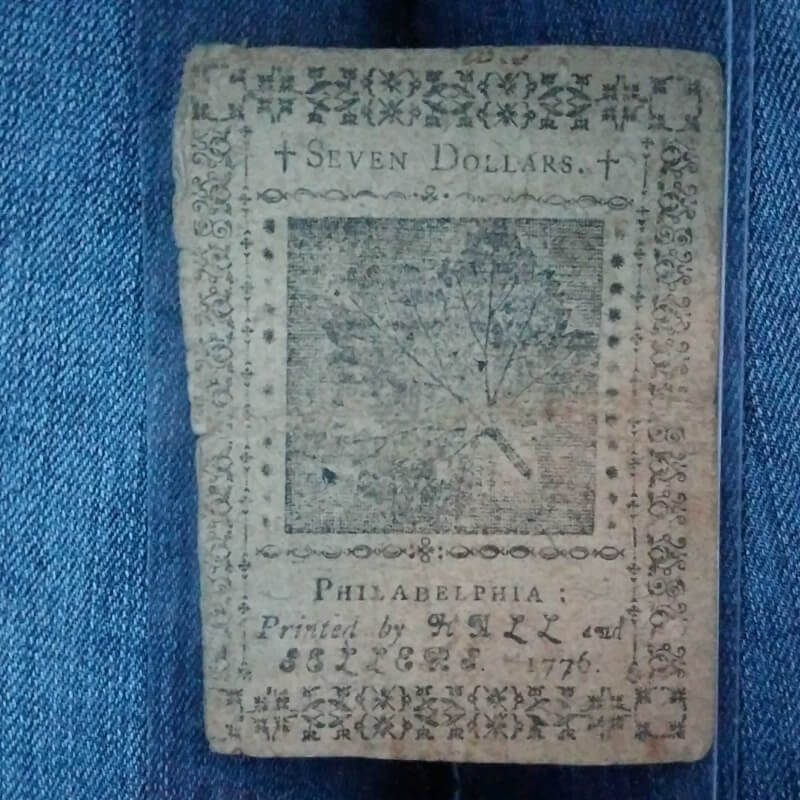 † SEVEN DOLLARS. †
PHILADELPHIA:
Printed by HALL and
SELLERS. 1776.